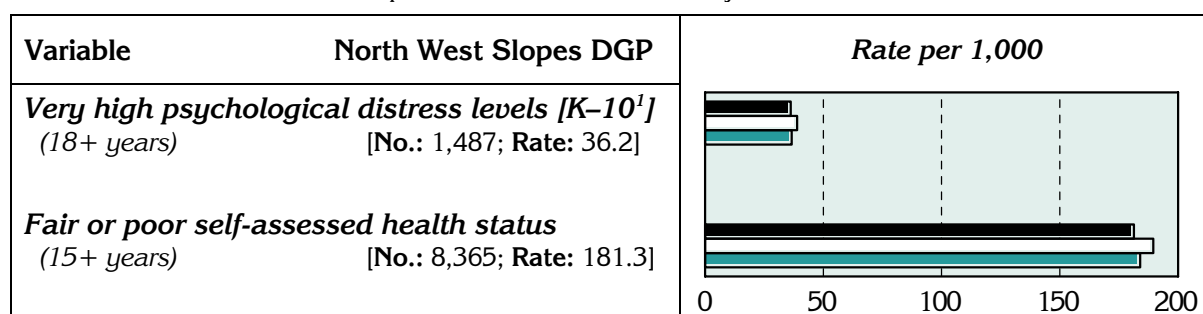 Variable North West Slopes DGP Rate per 1,000
Very high psychological distress levels [K–10¹]
(18+ years) [No.: 1,487; Rate: 36.2]
Fair or poor self-assessed health status
(15+ years) [No.: 8,365; Rate: 181.3]
0 50 100 150 200